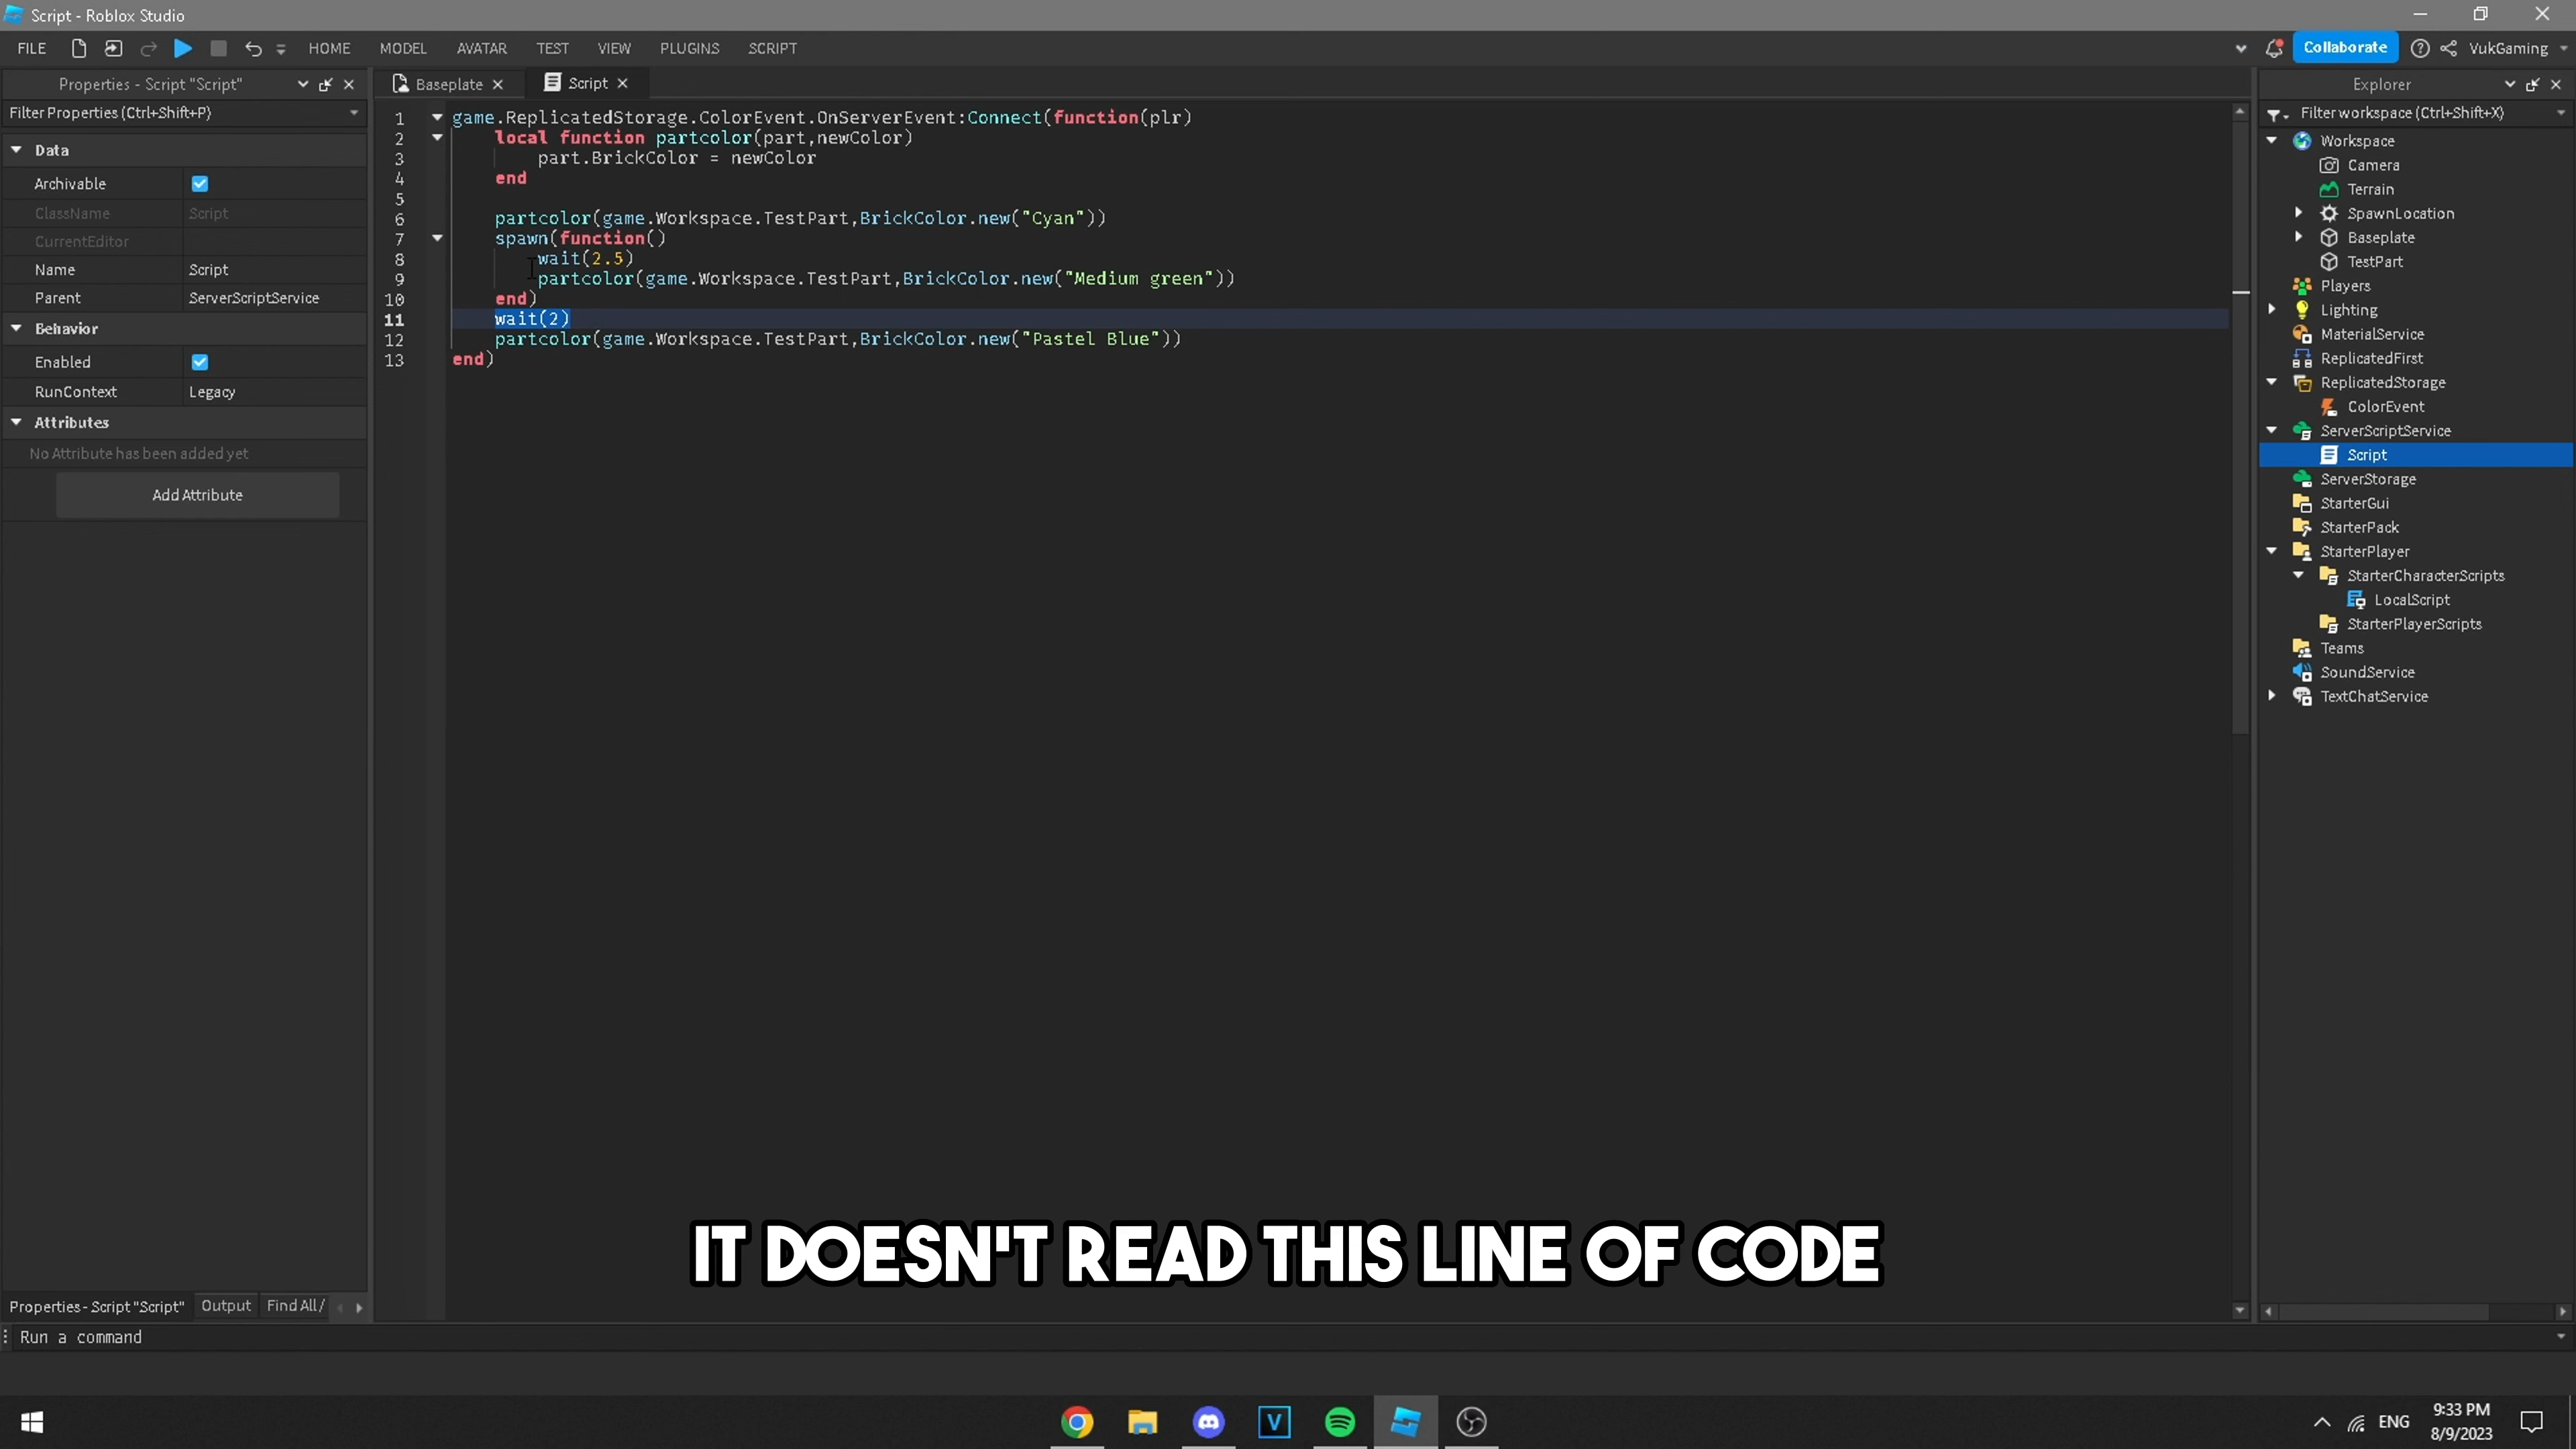 Script - Roblox Studio
FILE HOME MODEL AVATAR TEST VIEW PLUGINS SCRIPT Collaborate VukGaming
Properties - Script "Script"
Filter Properties (Ctrl+Shift+P)
Data
Archivable
ClassName Script
CurrentEditor
Name Script
Parent ServerScriptService
Behavior
Enabled
RunContext Legacy
Attributes
No Attribute has been added yet
Add Attribute
Baseplate Script
1 game.ReplicatedStorage.ColorEvent.OnServerEvent:Connect(function(plr)
2 local function partcolor(part,newColor)
3 part.BrickColor = newColor
4 end
5
6 partcolor(game.Workspace.TestPart,BrickColor.new("Cyan"))
7 spawn(function()
8 wait(2.5)
9 partcolor(game.Workspace.TestPart,BrickColor.new("Medium green"))
10 end)
11 wait(2)
12 partcolor(game.Workspace.TestPart,BrickColor.new("Pastel Blue"))
13 end)
Explorer
Filter workspace (Ctrl+Shift+X)
Workspace
Camera
Terrain
SpawnLocation
Baseplate
TestPart
Players
Lighting
MaterialService
ReplicatedFirst
ReplicatedStorage
ColorEvent
ServerScriptService
Script
ServerStorage
StarterGui
StarterPack
StarterPlayer
StarterCharacterScripts
LocalScript
StarterPlayerScripts
Teams
SoundService
TextChatService
IT DOESN'T READ THIS LINE OF CODE
Properties - Script "Script" Output Find All /
Run a command
V
ENG
9:33 PM
8/9/2023